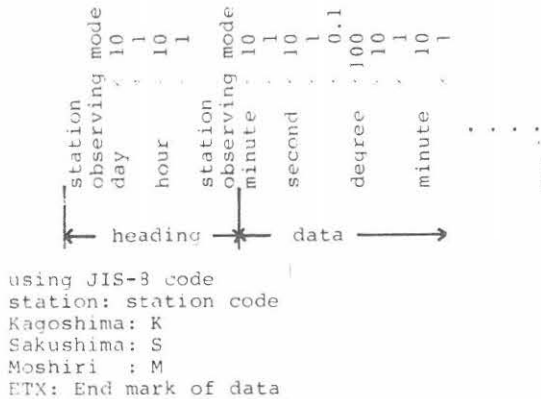 station
observing mode
day 10
1
hour 10
1
station
observing mode
minute 10
1
second 10
1
0.1
degree 100
10
1
minute 10
1
. . . .
heading data
using JIS-8 code
station: station code
Kagoshima: K
Sakushima: S
Moshiri : M
ETX: End mark of data